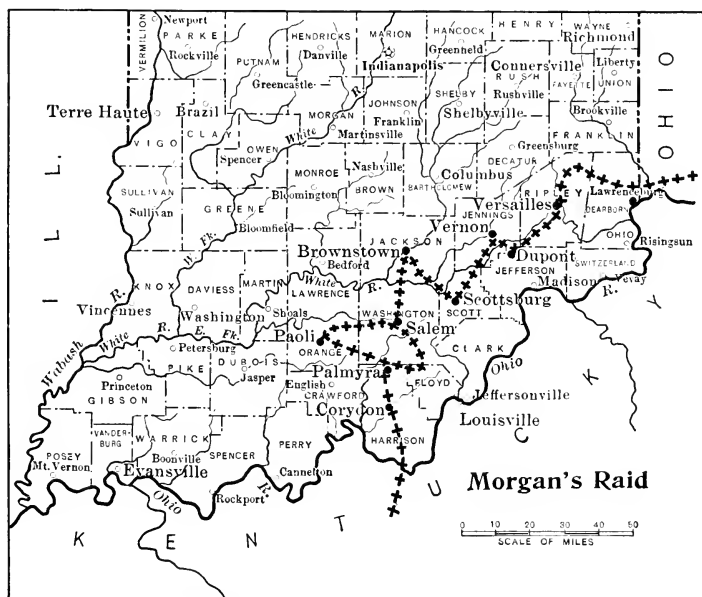 Newport
VERMILION
PARKE
Rockville
HENDRICKS
Danville
MARION
Indianapolis
HANCOCK
Greenfield
HENRY
WAYNE
Richmond
PUTNAM
Greencastle
Connersville
RUSH
Rushville
FAYETTE
Liberty
UNION
OHIO
Terre Haute
Brazil
CLAY
VIGO
MORGAN
Martinsville
White R.
JOHNSON
Franklin
SHELBY
Shelbyville
Brookville
FRANKLIN
OWEN
Spencer
Greensburg
DECATUR
SULLIVAN
Sullivan
GREENE
Bloomfield
MONROE
Bloomington
Nashville
BROWN
BARTHOLOMEW
Columbus
RIPLEY
Versailles
Lawrenceburg
DEARBORN
JENNINGS
Vernon
OHIO
Risingsun
W. Fk.
JACKSON
Brownstown
Bedford
Dupont
JEFFERSON
SWITZERLAND
Madison
Vevay
R.
ILL.
KNOX
Vincennes
R.
DAVIESS
Washington
MARTIN
Shoals
LAWRENCE
White R.
WASHINGTON
SCOTT
Scottsburg
Salem
Wabash
White R. E. Fk.
Petersburg
PIKE
DUBOIS
Jasper
Paoli
ORANGE
Palmyra
CLARK
Ohio
Princeton
GIBSON
English
CRAWFORD
Corydon
FLOYD
Jeffersonville
Louisville
POSEY
Mt. Vernon
VANDERBURG
WARRICK
Boonville
SPENCER
PERRY
Cannelton
HARRISON
Evansville
Rockport
Ohio
R.
KENTUCKY
Morgan's Raid
0 10 20 30 40 50
SCALE OF MILES